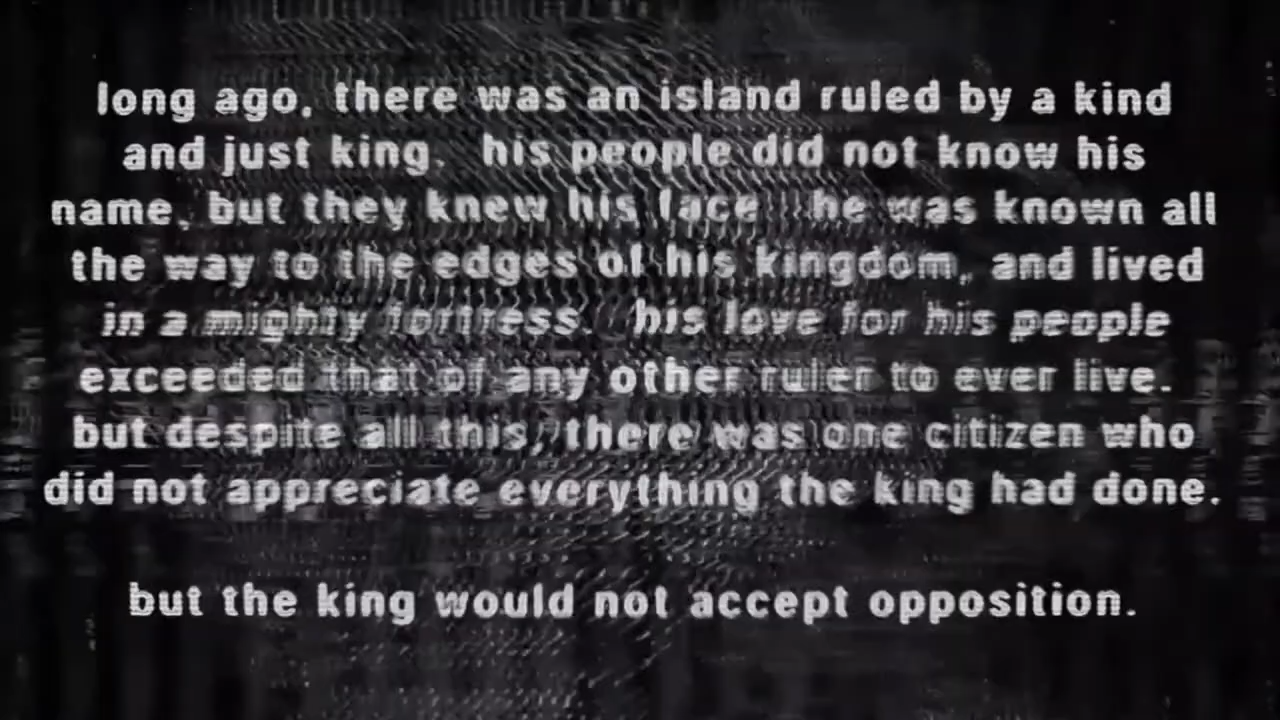 long ago, there was an island ruled by a kind
and just king. his people did not know his
name, but they knew his face he was known all
the way to the edges of his kingdom, and lived
in a mighty fortress. his love for his people
exceeded that of any other ruler to ever live.
but despite all this, there was one citizen who
did not appreciate everything the king had done.
but the king would not accept opposition.